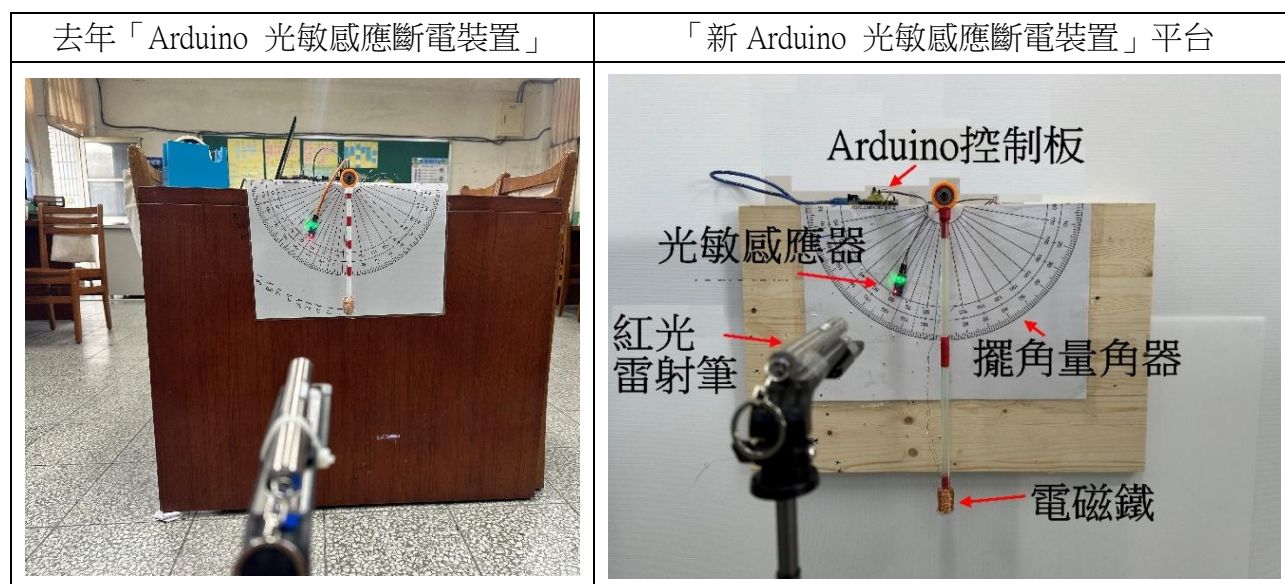 去年「Arduino 光敏感應斷電裝置」
「新 Arduino 光敏感應斷電裝置」平台
Arduino控制板
光敏感應器
紅光
雷射筆
擺角量角器
電磁鐵